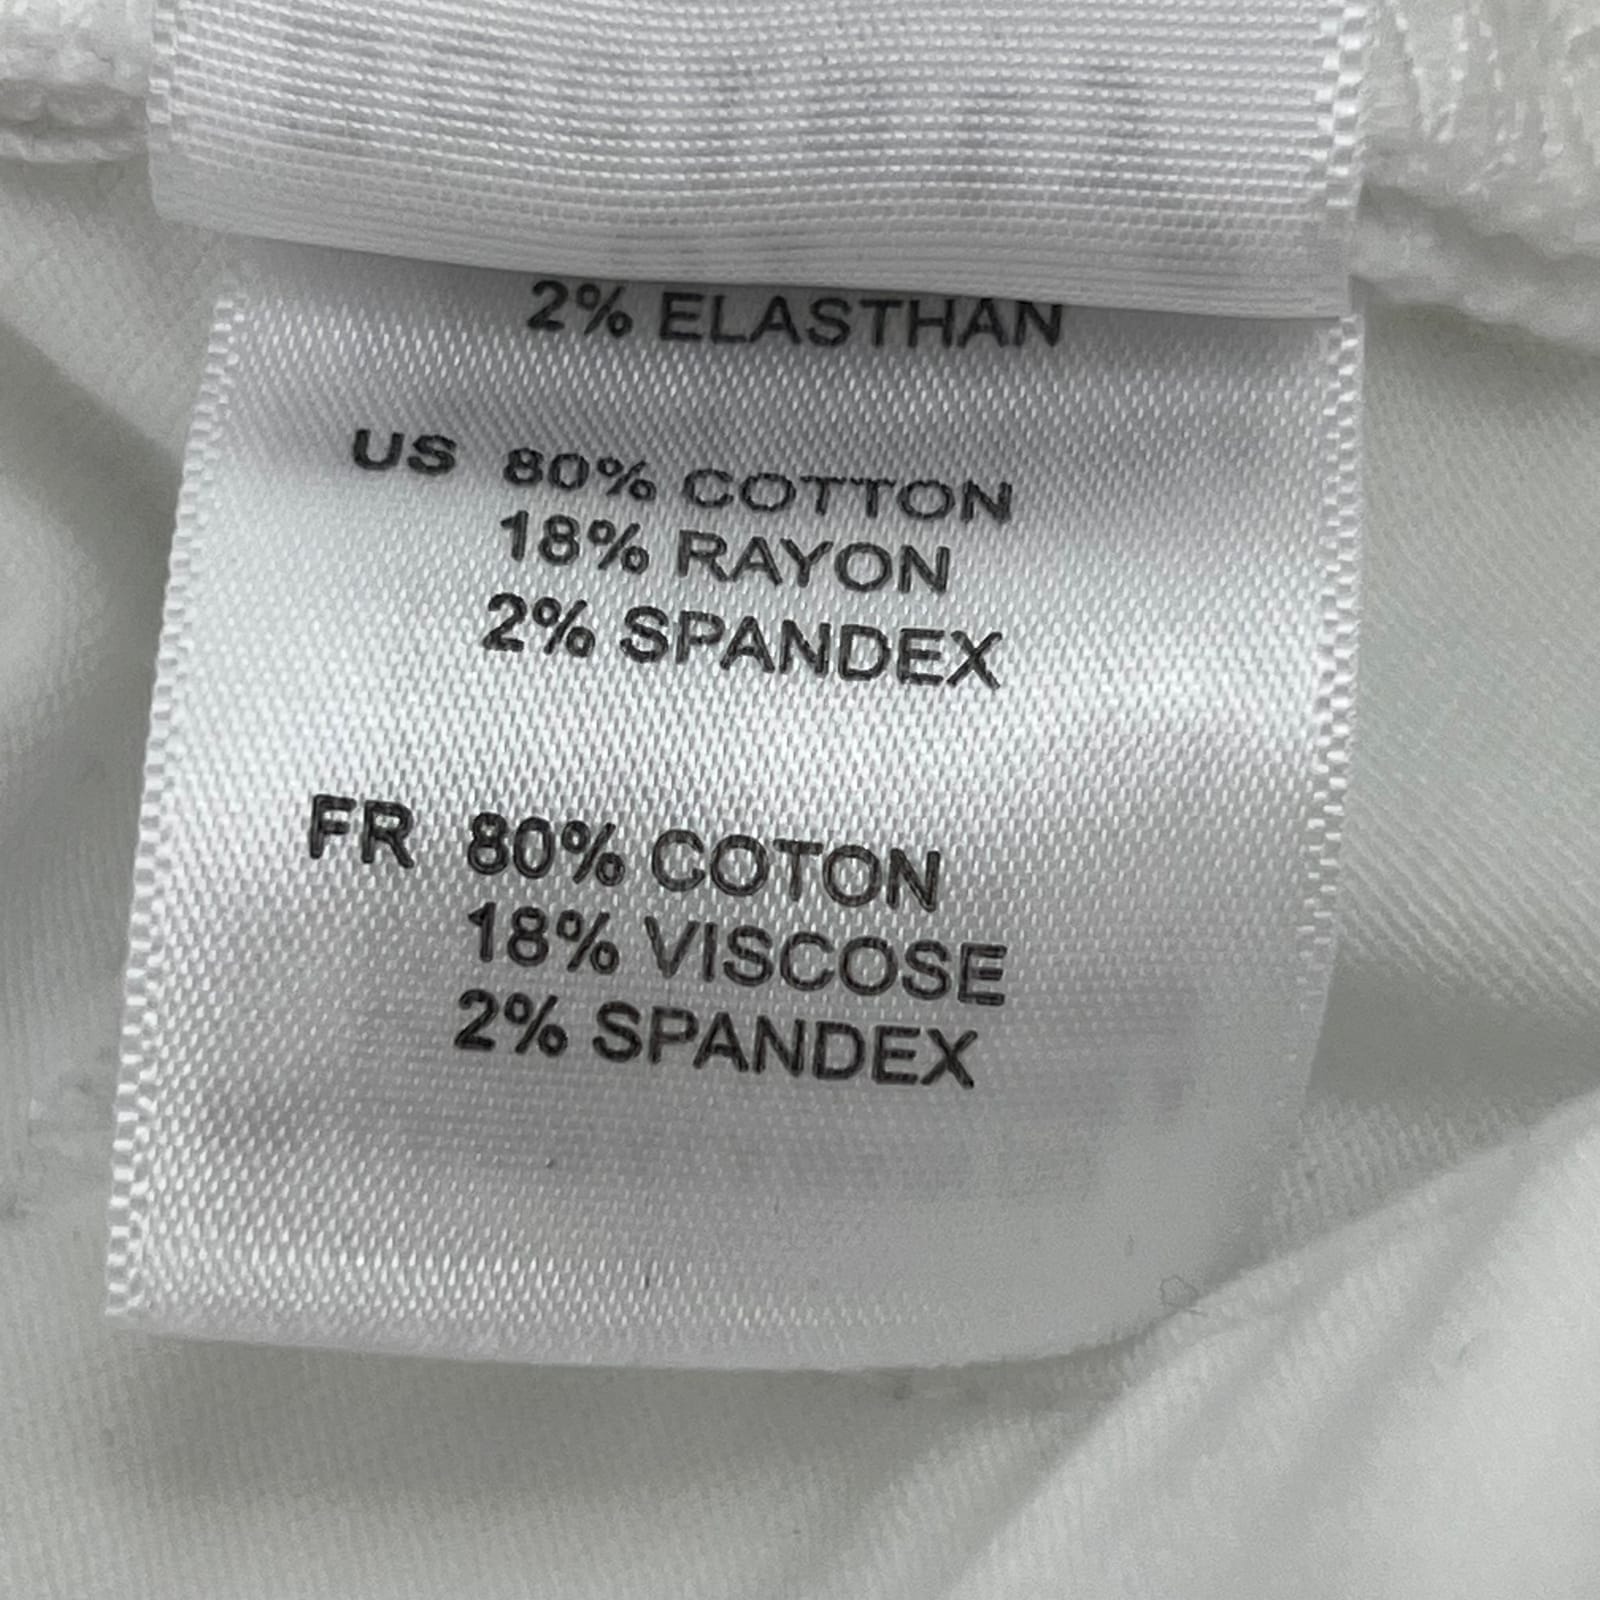 2% ELASTHAN
US 80% COTTON
18% RAYON
2% SPANDEX
FR 80% COTON
18% VISCOSE
2% SPANDEX